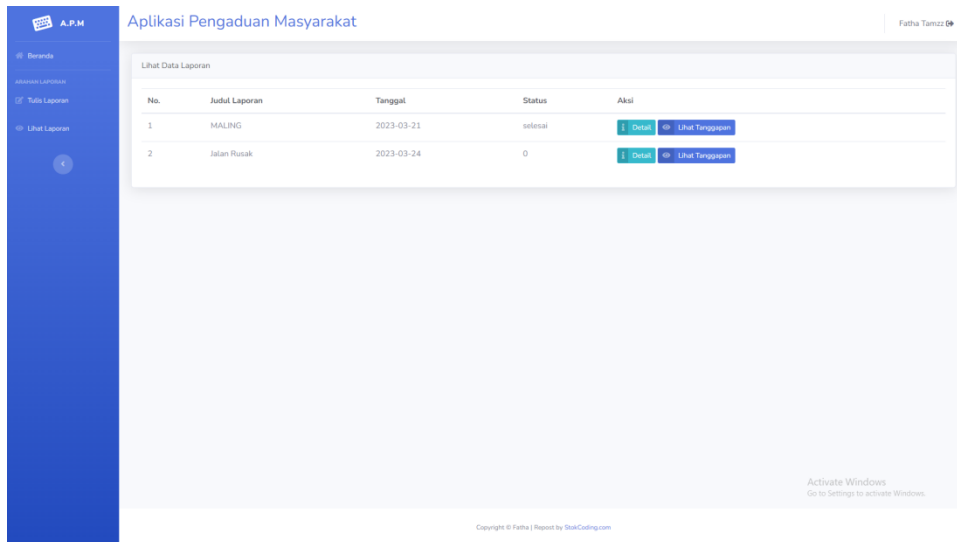 A.P.M
Aplikasi Pengaduan Masyarakat
Fatha Tamzz
Beranda
ARAHAN LAPORAN
Tulis Laporan
Lihat Laporan
Lihat Data Laporan
No. Judul Laporan Tanggal Status Aksi
1 MALING 2023-03-21 selesai Detail Lihat Tanggapan
2 Jalan Rusak 2023-03-24 0 Detail Lihat Tanggapan
Activate Windows
Go to Settings to activate Windows.
Copyright © Fatha | Repost by StokCoding.com